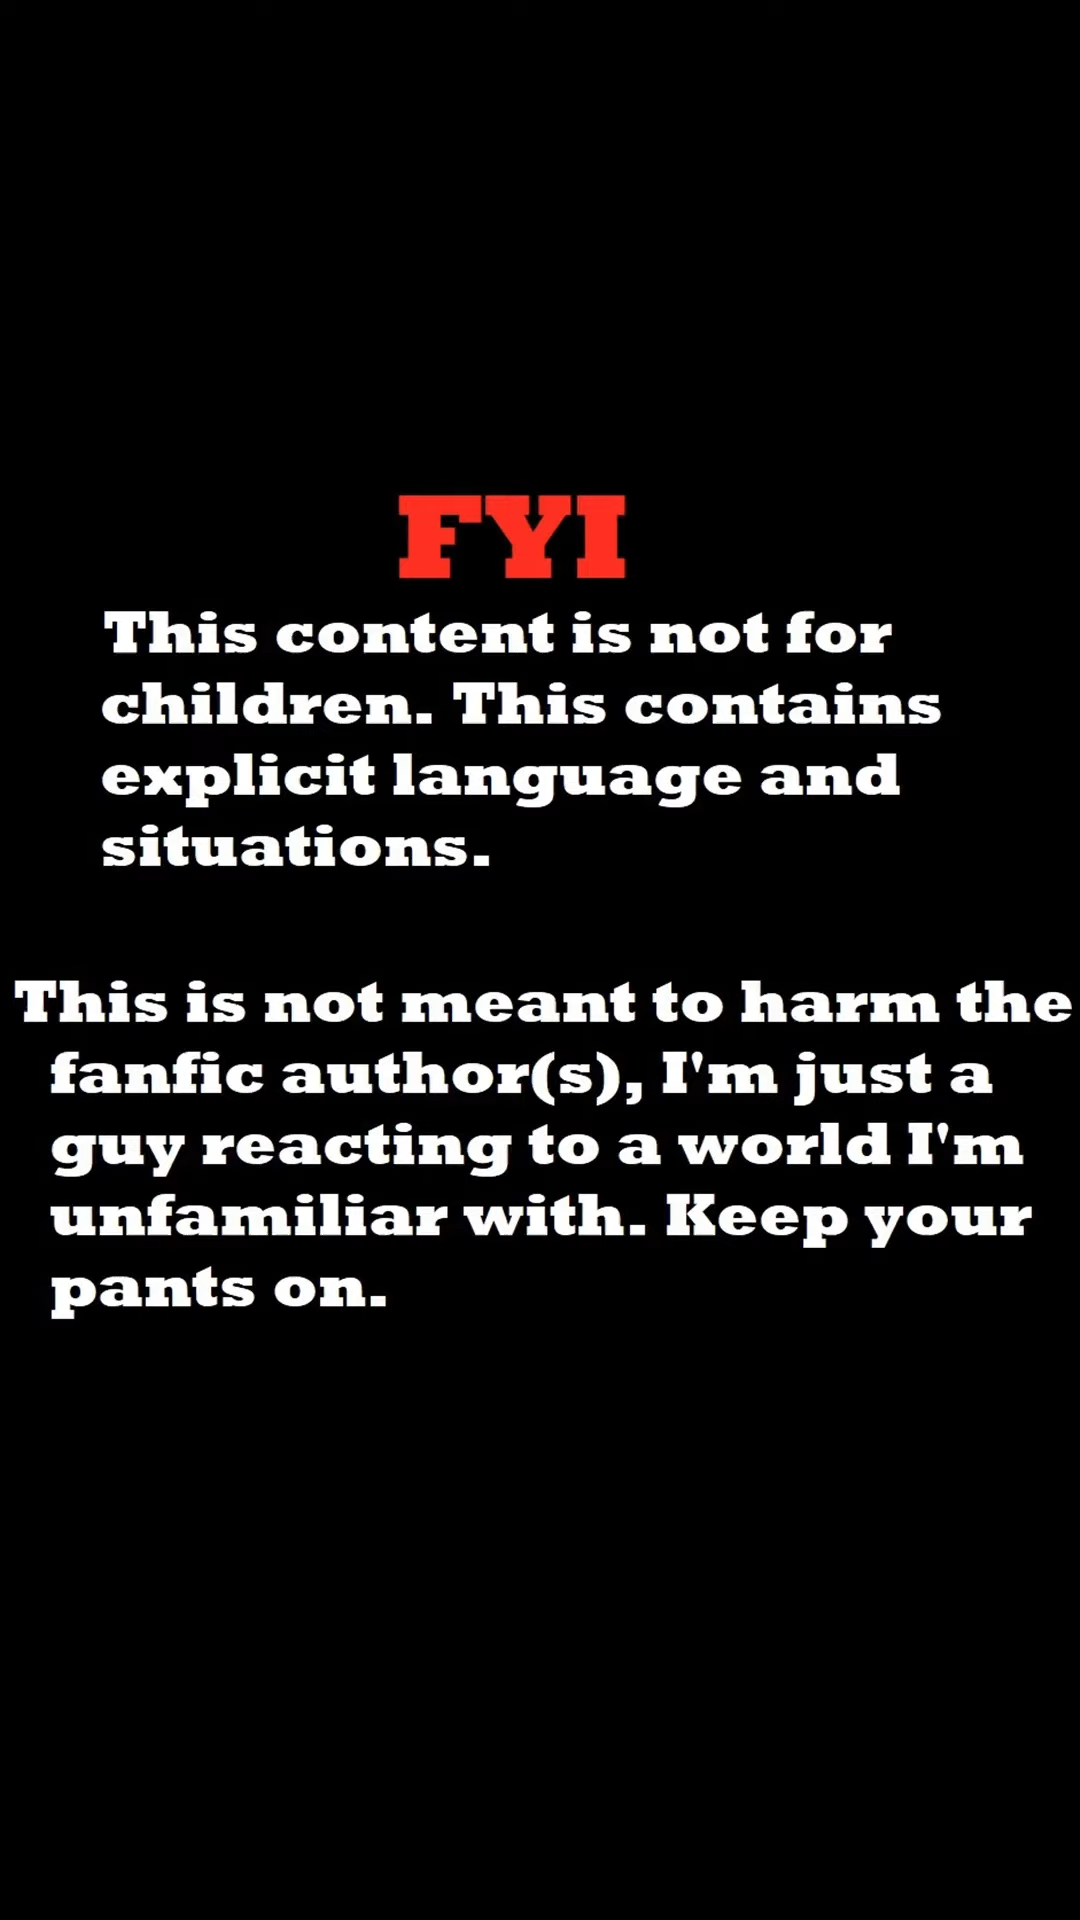 FYI
This content is not for
children. This contains
explicit language and
situations.
This is not meant to harm the
fanfic author(s), I'm just a
guy reacting to a world I'm
unfamiliar with. Keep your
pants on.